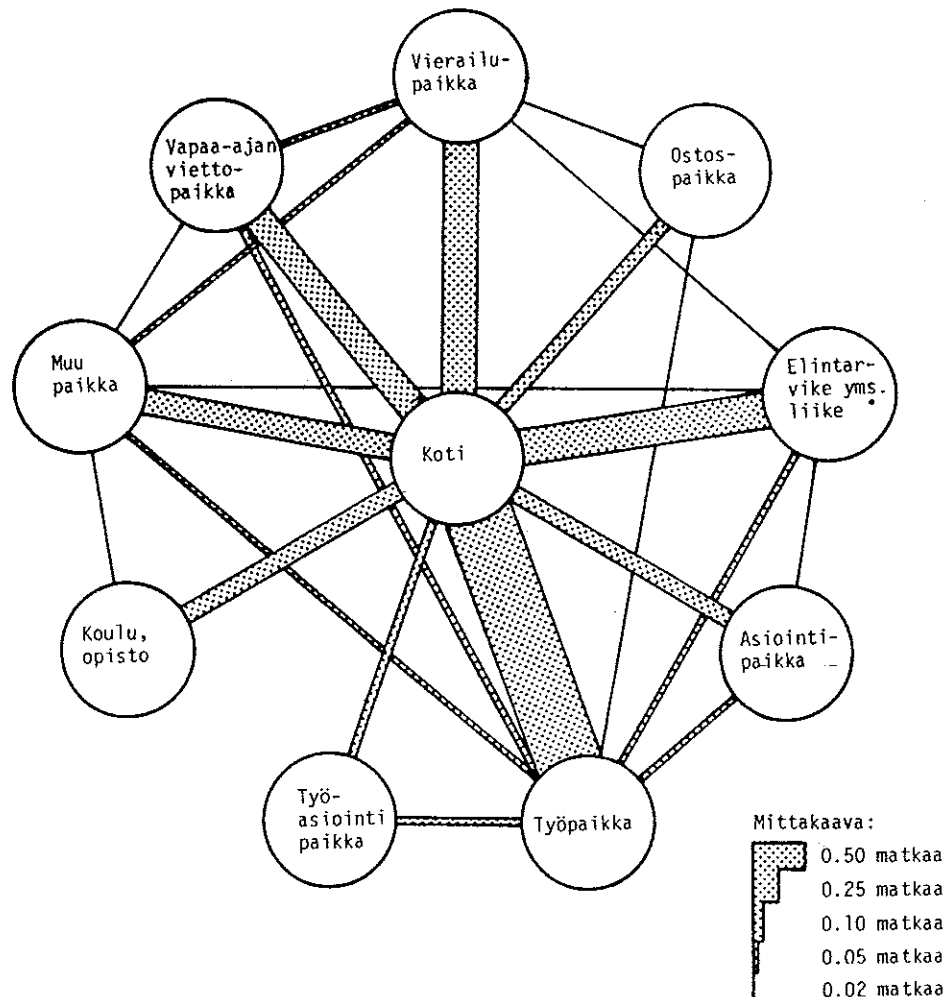 Vierailu-
paikka
Vapaa-ajan
vietto-
paikka
Ostos-
paikka
Muu
paikka
Elintar-
vike yms.
liike
Koti
Koulu,
opisto
Asiointi-
paikka
Työ-
asiointi
paikka
Työpaikka
Mittakaava:
0.50 matkaa
0.25 matkaa
0.10 matkaa
0.05 matkaa
0.02 matkaa